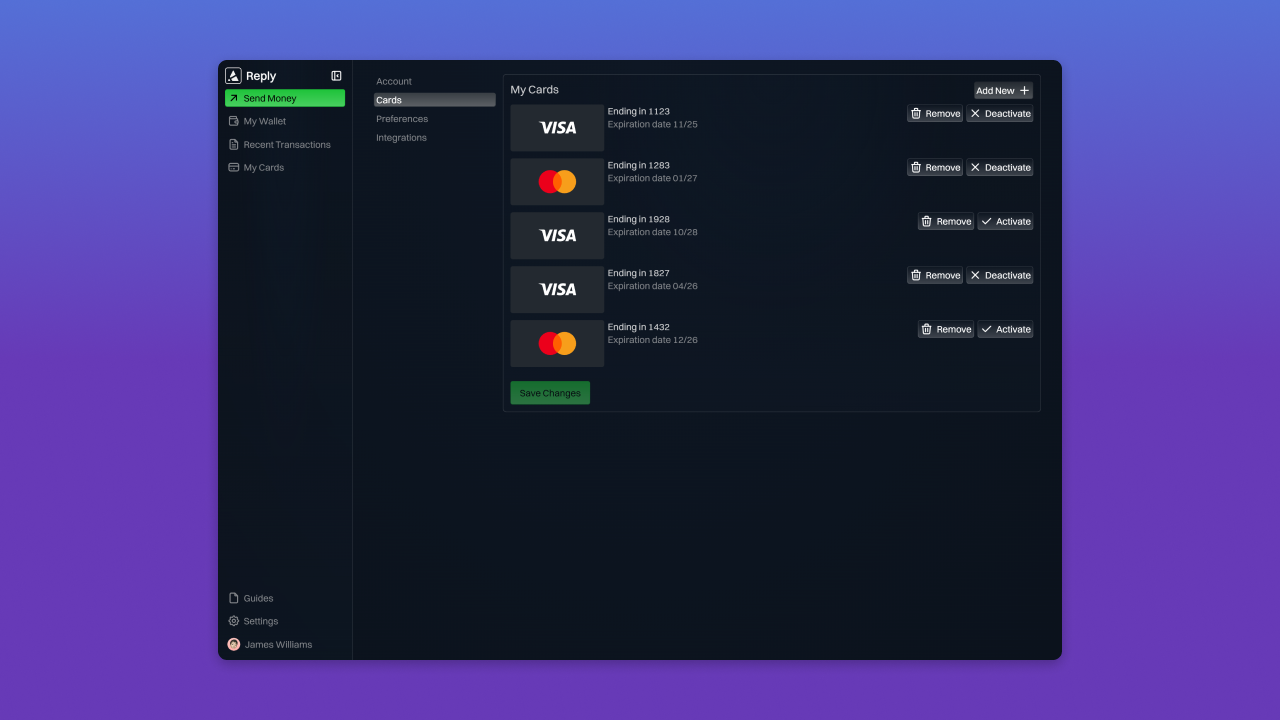 Reply
Send Money
My Wallet
Recent Transactions
My Cards
Guides
Settings
James Williams
Account
Cards
Preferences
Integrations
My Cards
Add New
VISA
Ending in 1123
Expiration date 11/25
Remove
Deactivate
Ending in 1283
Expiration date 01/27
Remove
Deactivate
VISA
Ending in 1928
Expiration date 10/28
Remove
Activate
VISA
Ending in 1827
Expiration date 04/26
Remove
Deactivate
Ending in 1432
Expiration date 12/26
Remove
Activate
Save Changes